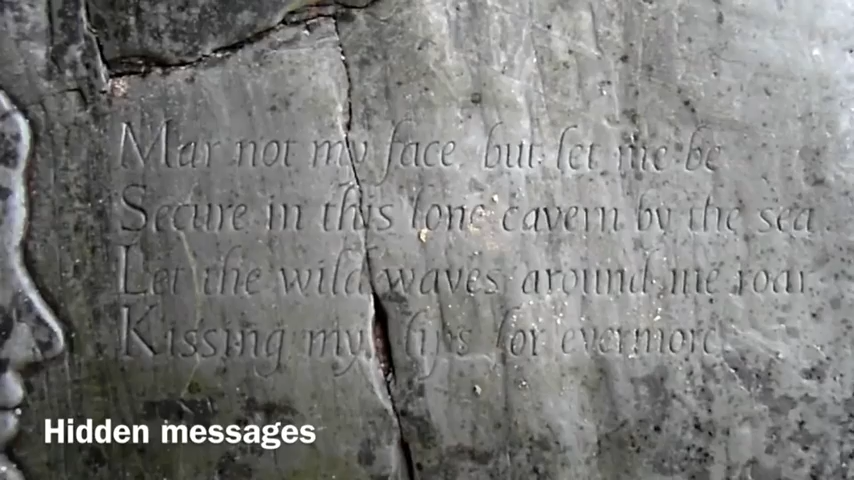 Mar not my face, but let me be
Secure in this lone cavern by the sea
Let the wild waves around me roar
Kissing my lips for evermore
Hidden messages